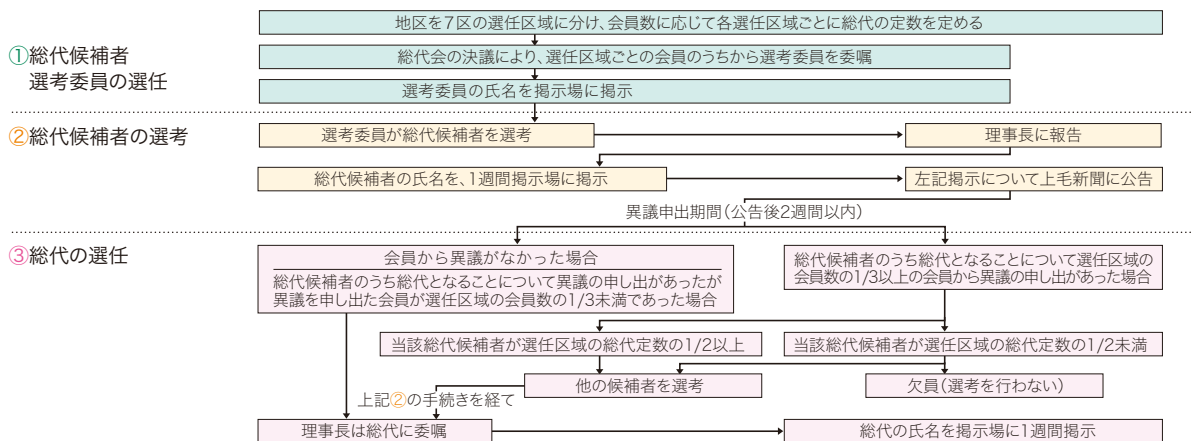 地区を7区の選任区域に分け、会員数に応じて各選任区域ごとに総代の定数を定める
①総代候補者
選考委員の選任
総代会の決議により、選任区域ごとの会員のうちから選考委員を委嘱
選考委員の氏名を掲示場に掲示
②総代候補者の選考
選考委員が総代候補者を選考
理事長に報告
総代候補者の氏名を、1週間掲示場に掲示
左記掲示について上毛新聞に公告
異議申出期間(公告後2週間以内)
③総代の選任
会員から異議がなかった場合
総代候補者のうち総代となることについて異議の申し出があったが
異議を申し出た会員が選任区域の会員数の1/3未満であった場合
総代候補者のうち総代となることについて選任区域の
会員数の1/3以上の会員から異議の申し出があった場合
当該総代候補者が選任区域の総代定数の1/2以上
当該総代候補者が選任区域の総代定数の1/2未満
他の候補者を選考
欠員(選考を行わない)
上記②の手続きを経て
理事長は総代に委嘱
総代の氏名を掲示場に1週間掲示